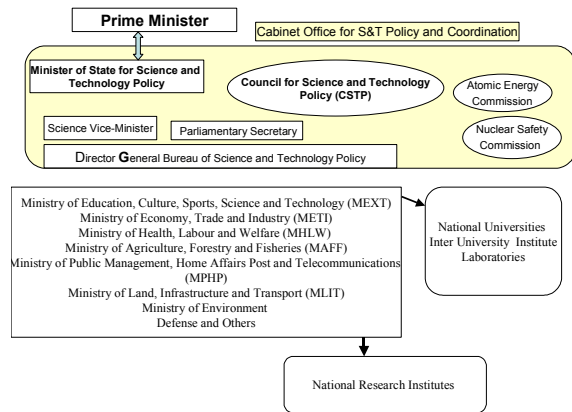 Prime Minister
Cabinet Office for S&T Policy and Coordination
Minister of State for Science and
Technology Policy
Council for Science and Technology
Policy (CSTP)
Atomic Energy
Commission
Science Vice-Minister
Parliamentary Secretary
Nuclear Safety
Commission
Director General Bureau of Science and Technology Policy
Ministry of Education, Culture, Sports, Science and Technology (MEXT)
Ministry of Economy, Trade and Industry (METI)
Ministry of Health, Labour and Welfare (MHLW)
Ministry of Agriculture, Forestry and Fisheries (MAFF)
Ministry of Public Management, Home Affairs Post and Telecommunications
(MPHP)
Ministry of Land, Infrastructure and Transport (MLIT)
Ministry of Environment
Defense and Others
National Universities
Inter University Institute
Laboratories
National Research Institutes